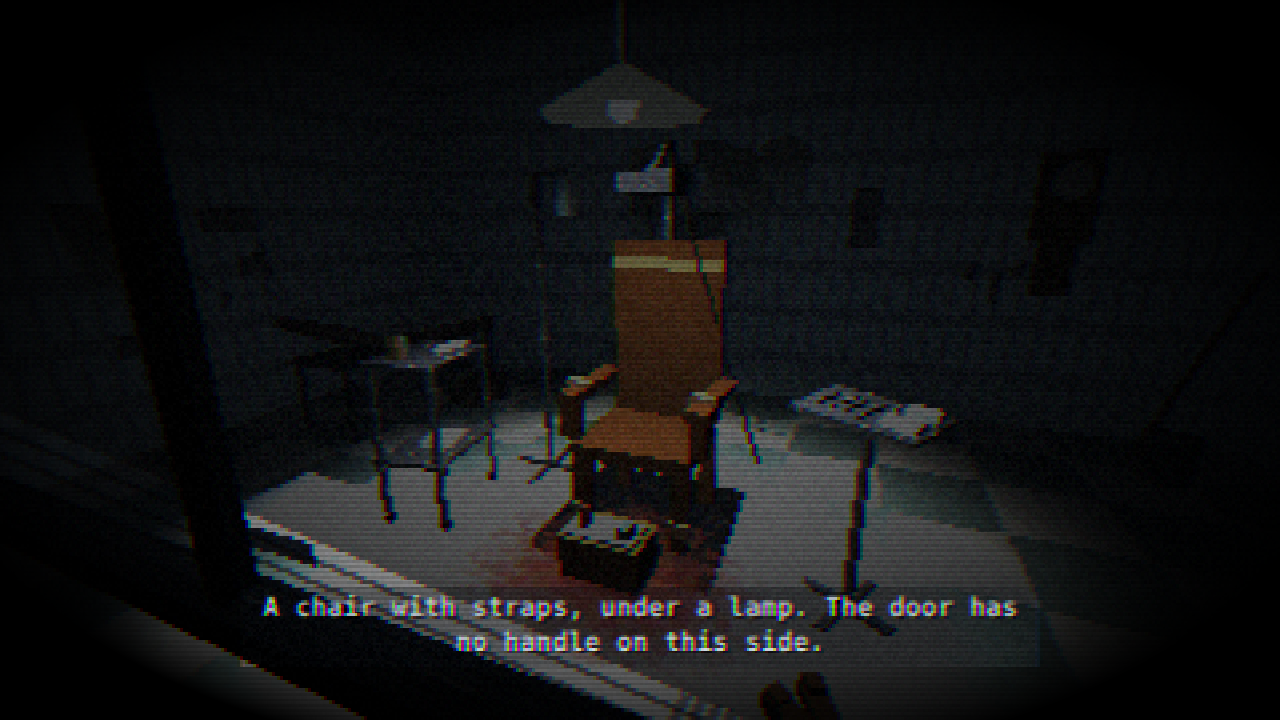 A chair with straps, under a lamp. The door has
no handle on this side.